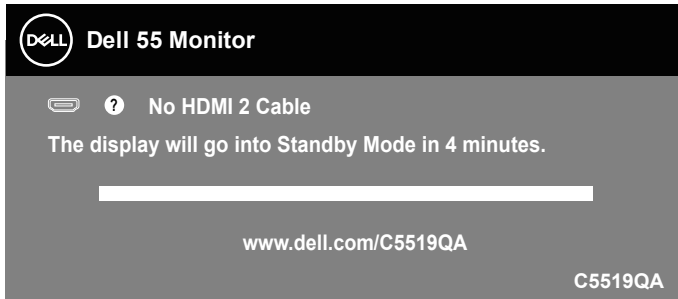 DELL Dell 55 Monitor
? No HDMI 2 Cable
The display will go into Standby Mode in 4 minutes.
www.dell.com/C5519QA
C5519QA